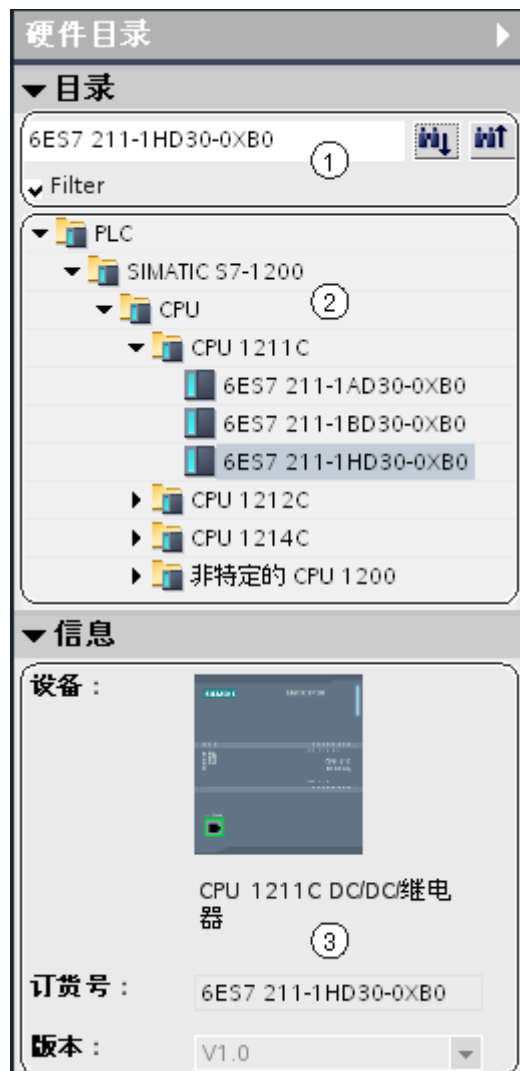 硬件目录
目录
6ES7 211-1HD30-0XB0
①
Filter
PLC
SIMATIC S7-1200
②
CPU
CPU 1211C
6ES7 211-1AD30-0XB0
6ES7 211-1BD30-0XB0
6ES7 211-1HD30-0XB0
CPU 1212C
CPU 1214C
非特定的 CPU 1200
信息
设备：
SIEMENS
CPU 1211C DC/DC/继电
器
③
订货号：
6ES7 211-1HD30-0XB0
版本：
V1.0